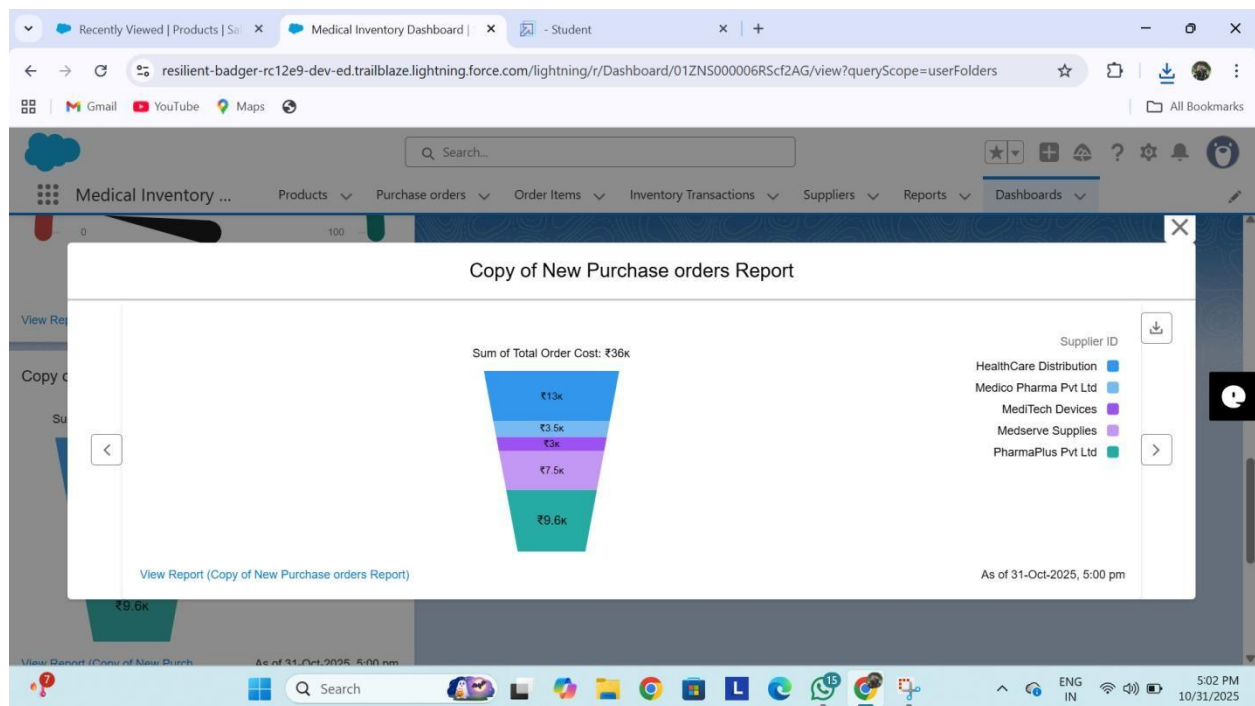 Recently Viewed | Products | Sal
Medical Inventory Dashboard |
- Student
resilient-badger-rc12e9-dev-ed.trailblaze.lightning.force.com/lightning/r/Dashboard/01ZNS000006RScf2AG/view?queryScope=userFolders
Gmail
YouTube
Maps
All Bookmarks
Search...
Medical Inventory ...
Products
Purchase orders
Order Items
Inventory Transactions
Suppliers
Reports
Dashboards
0
100
Copy of New Purchase orders Report
View Rep
Copy o
Su
Sum of Total Order Cost: ₹36K
₹13K
₹3.5K
₹3K
₹7.5K
₹9.6K
Supplier ID
HealthCare Distribution
Medico Pharma Pvt Ltd
MediTech Devices
Medserve Supplies
PharmaPlus Pvt Ltd
View Report (Copy of New Purchase orders Report)
As of 31-Oct-2025, 5:00 pm
₹9.6K
View Report (Copy of New Purch
As of 31-Oct-2025, 5:00 pm
7
Search
L
15
ENG
IN
5:02 PM
10/31/2025